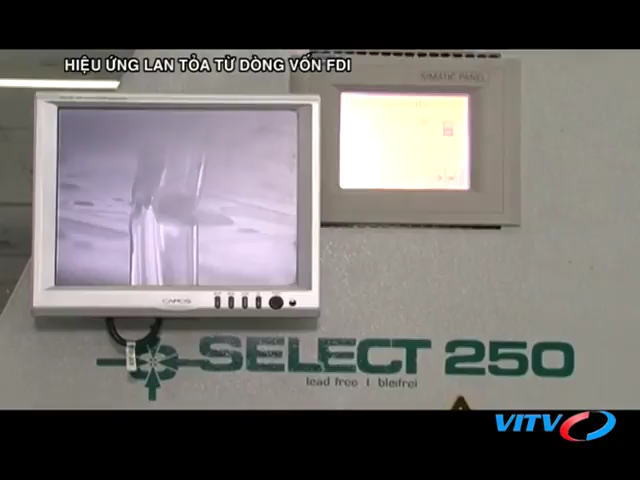 HIỆU ỨNG LAN TỎA TỪ DÒNG VỐN FDI
SIMATIC PANEL
SELECT 250
lead free | bleifrei
VITV